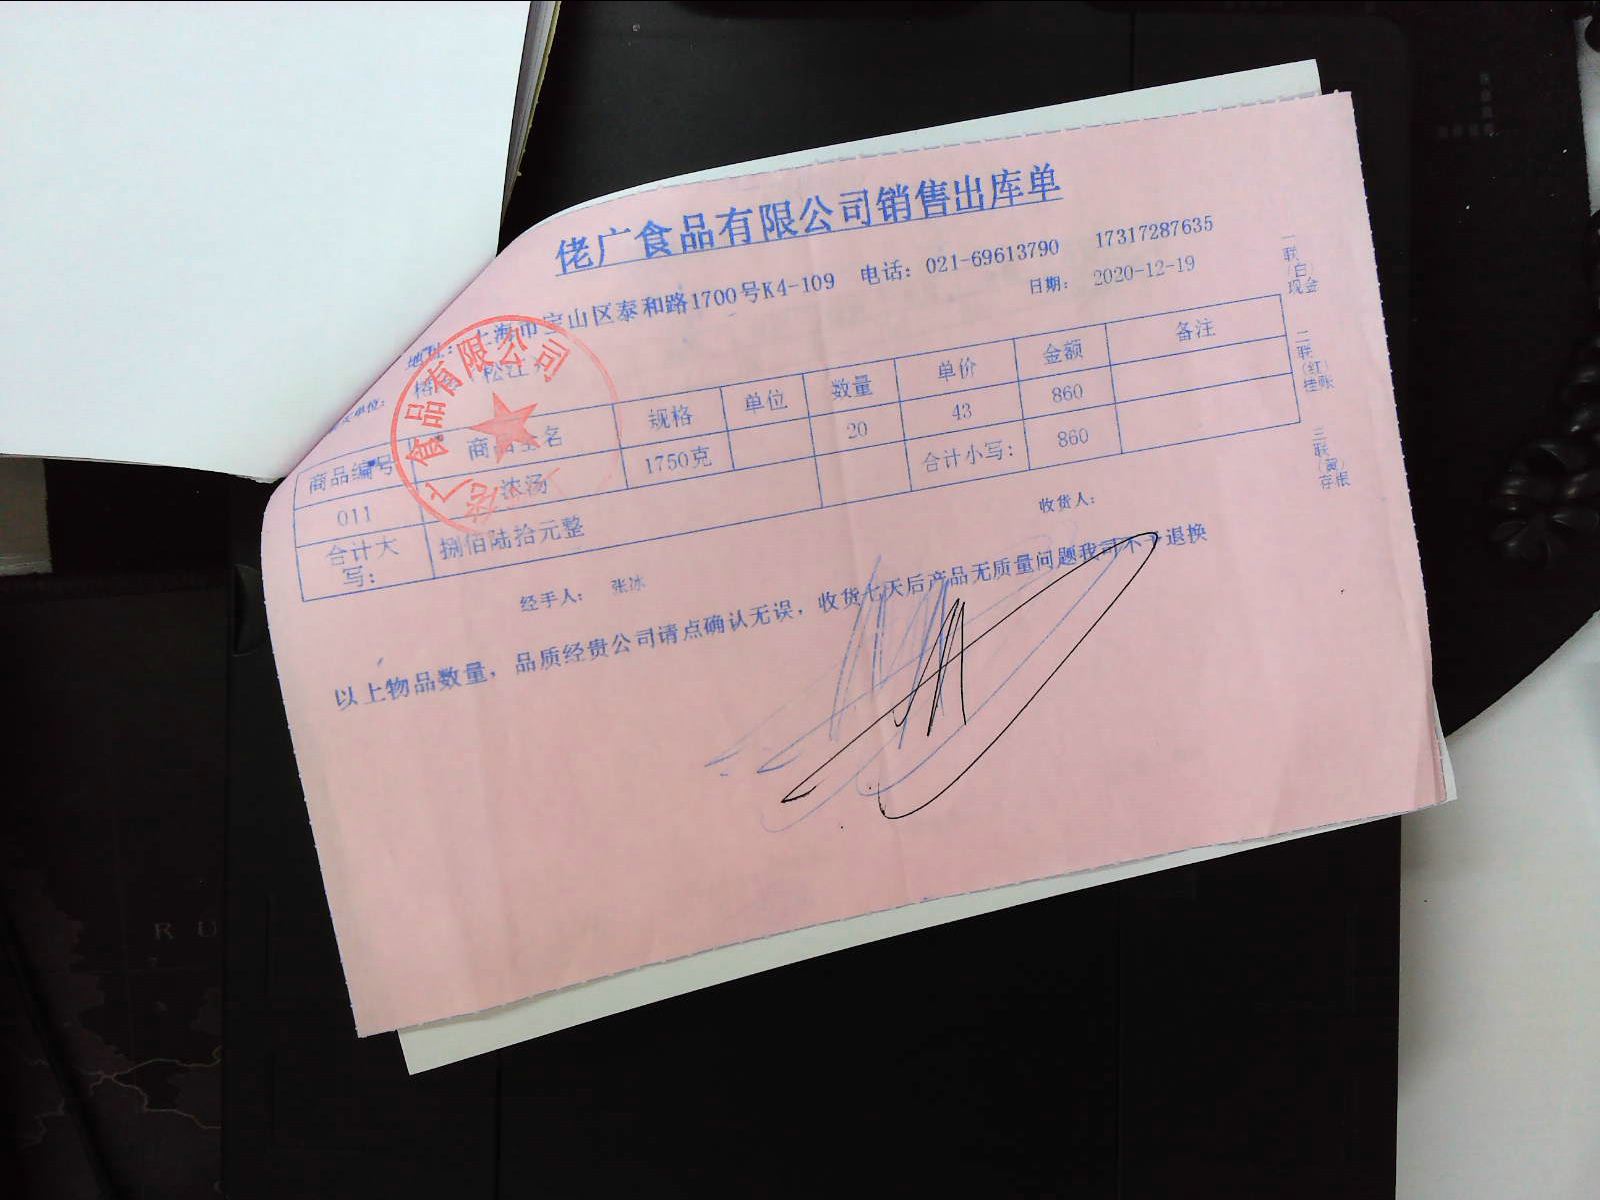 佬广食品有限公司销售出库单
地址: 上海市宝山区泰和路1700号K4-109 电话: 021-69613790 17317287635
单位: 松江 日期: 2020-12-19
商品编号 商品全名 规格 单位 数量 单价 金额 备注
011 浓汤 1750克 20 43 860
合计大写: 捌佰陆拾元整 合计小写: 860
经手人: 张冰 收货人:
以上物品数量, 品质经贵公司请点确认无误, 收货七天后产品无质量问题我司不予退换
一联(白)现金
二联(红)挂账
三联(黄)存根
佬广食品有限公司
R U